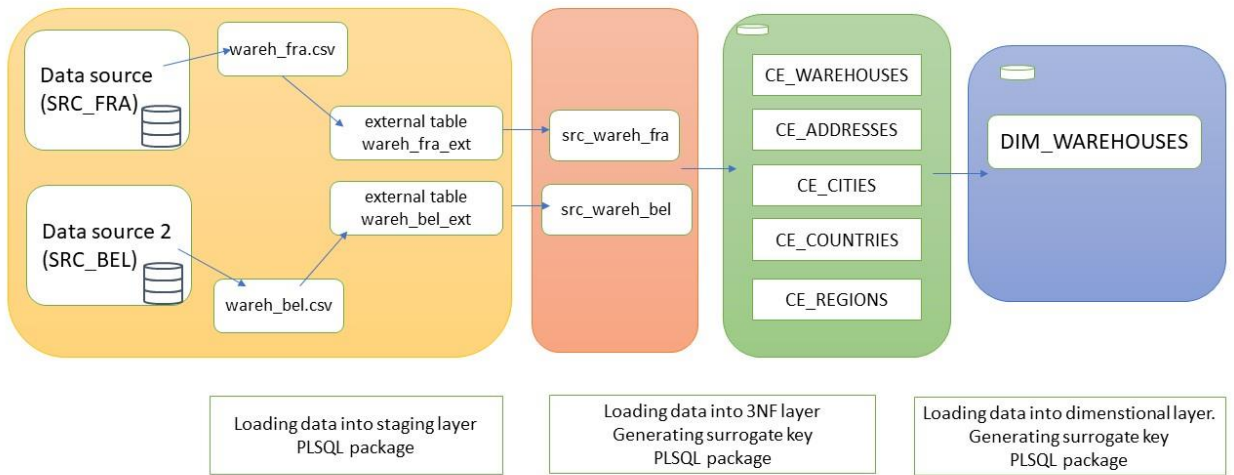 Data source
(SRC_FRA)
wareh_fra.csv
external table
wareh_fra_ext
Data source 2
(SRC_BEL)
wareh_bel.csv
external table
wareh_bel_ext
src_wareh_fra
src_wareh_bel
CE_WAREHOUSES
CE_ADDRESSES
CE_CITIES
CE_COUNTRIES
CE_REGIONS
DIM_WAREHOUSES
Loading data into staging layer
PLSQL package
Loading data into 3NF layer
Generating surrogate key
PLSQL package
Loading data into dimenstional layer.
Generating surrogate key
PLSQL package